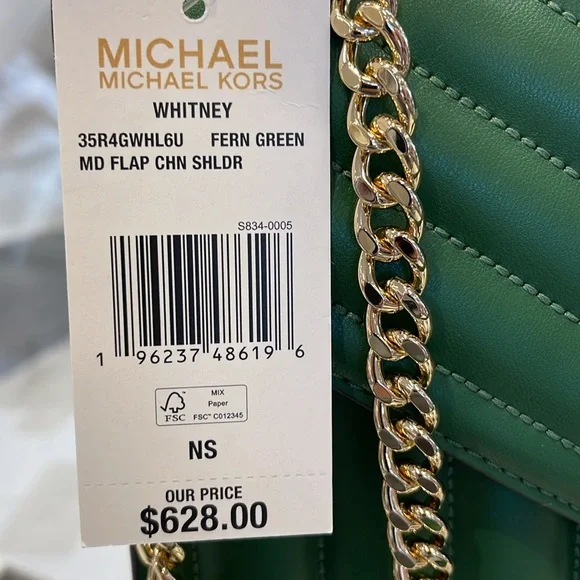 MICHAEL
MICHAEL KORS
WHITNEY
35R4GWHL6U FERN GREEN
MD FLAP CHN SHLDR
S834-0005
1 96237 48619 6
FSC
MIX
Paper
FSC™ C012345
NS
OUR PRICE
$628.00